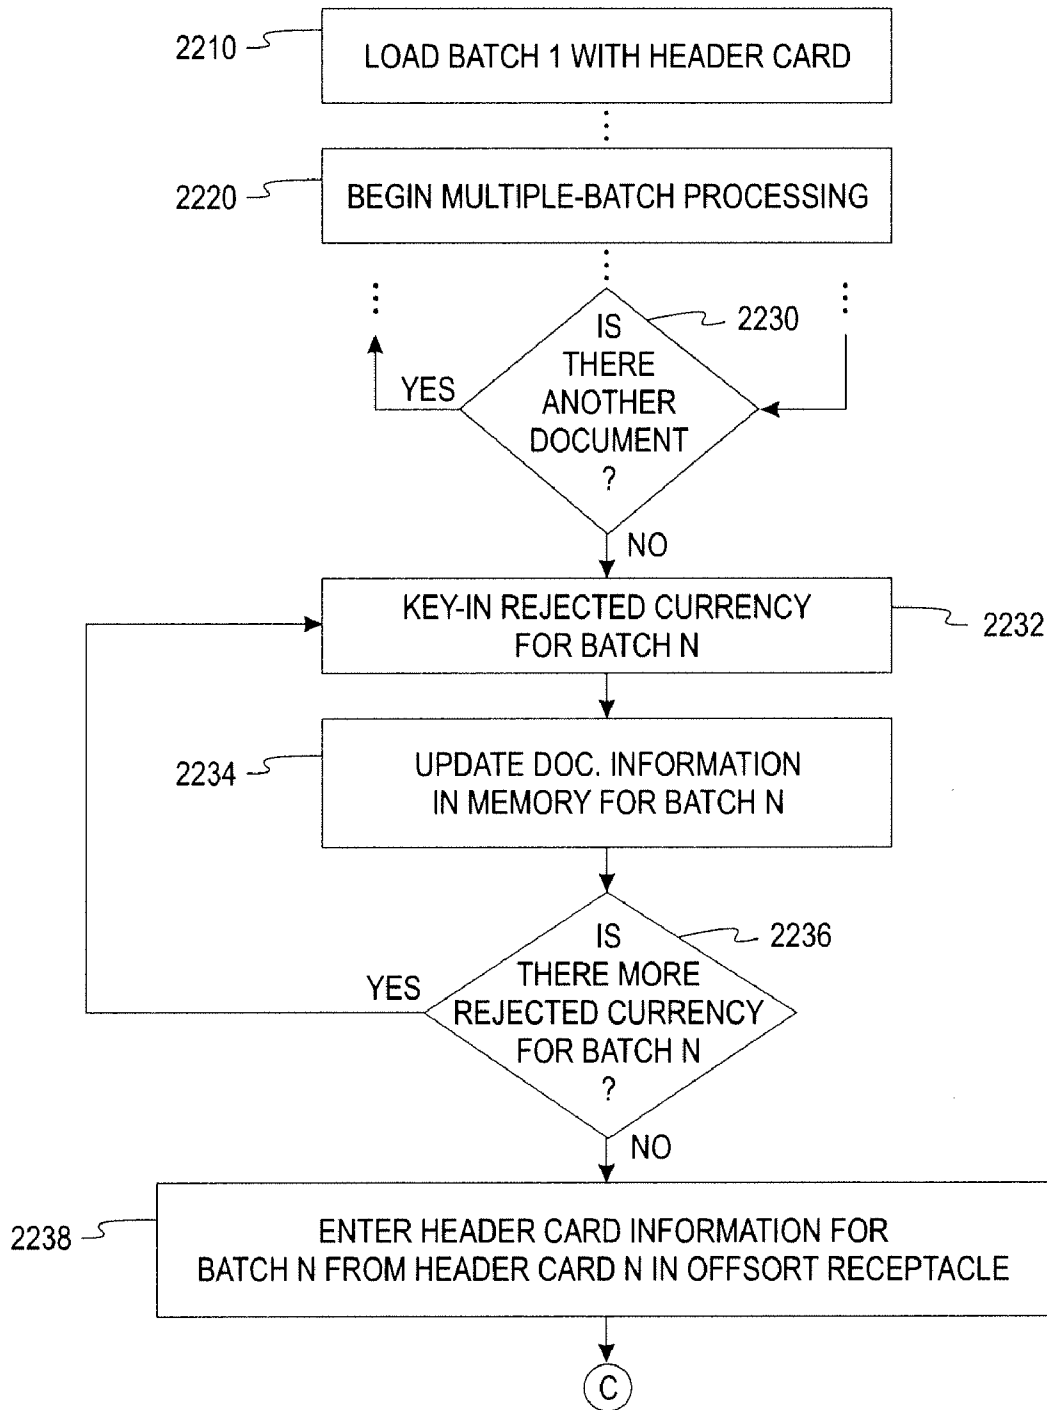 2210
LOAD BATCH 1 WITH HEADER CARD
2220
BEGIN MULTIPLE-BATCH PROCESSING
2230
IS
THERE
ANOTHER
DOCUMENT
?
YES
NO
KEY-IN REJECTED CURRENCY
FOR BATCH N
2232
2234
UPDATE DOC. INFORMATION
IN MEMORY FOR BATCH N
2236
IS
THERE MORE
REJECTED CURRENCY
FOR BATCH N
?
YES
NO
2238
ENTER HEADER CARD INFORMATION FOR
BATCH N FROM HEADER CARD N IN OFFSORT RECEPTACLE
C